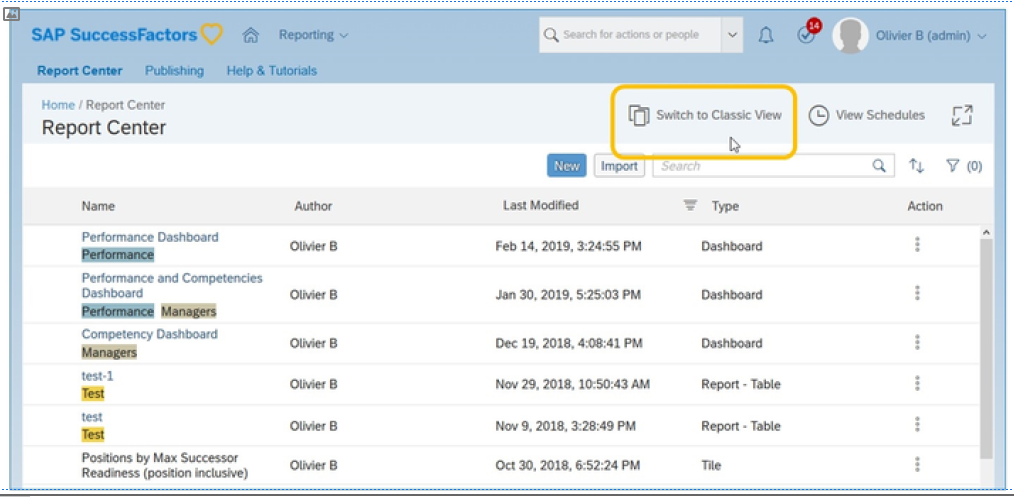 SAP SuccessFactors Reporting Search for actions or people 14 Olivier B (admin)
Report Center Publishing Help & Tutorials
Home / Report Center
Report Center
Switch to Classic View View Schedules
New Import Search (0)
Name Author Last Modified Type Action
Performance Dashboard
Performance
Olivier B Feb 14, 2019, 3:24:55 PM Dashboard
Performance and Competencies
Dashboard
Performance Managers
Olivier B Jan 30, 2019, 5:25:03 PM Dashboard
Competency Dashboard
Managers
Olivier B Dec 19, 2018, 4:08:41 PM Dashboard
test-1
Test
Olivier B Nov 29, 2018, 10:50:43 AM Report - Table
test
Test
Olivier B Nov 9, 2018, 3:28:49 PM Report - Table
Positions by Max Successor
Readiness (position inclusive)
Olivier B Oct 30, 2018, 6:52:24 PM Tile